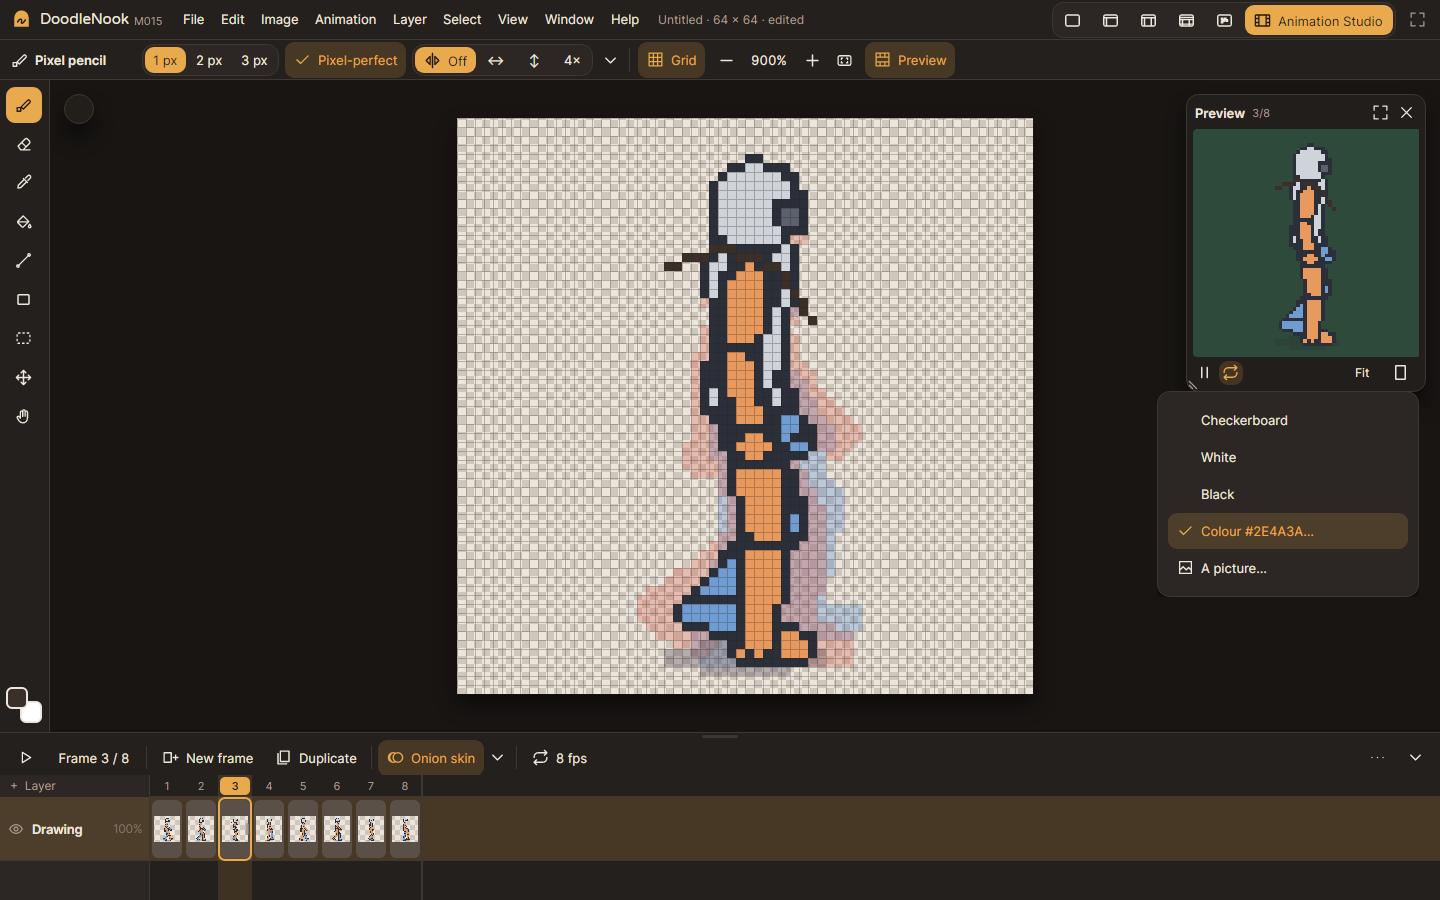 DoodleNook M015 File Edit Image Animation Layer Select View Window Help Untitled · 64 × 64 · edited Animation Studio
Pixel pencil 1 px 2 px 3 px Pixel-perfect Off 4× Grid 900% Preview
Preview 3/8
Fit
Checkerboard
White
Black
Colour #2E4A3A...
A picture...
Frame 3 / 8 New frame Duplicate Onion skin 8 fps ...
+ Layer 1 2 3 4 5 6 7 8
Drawing 100%